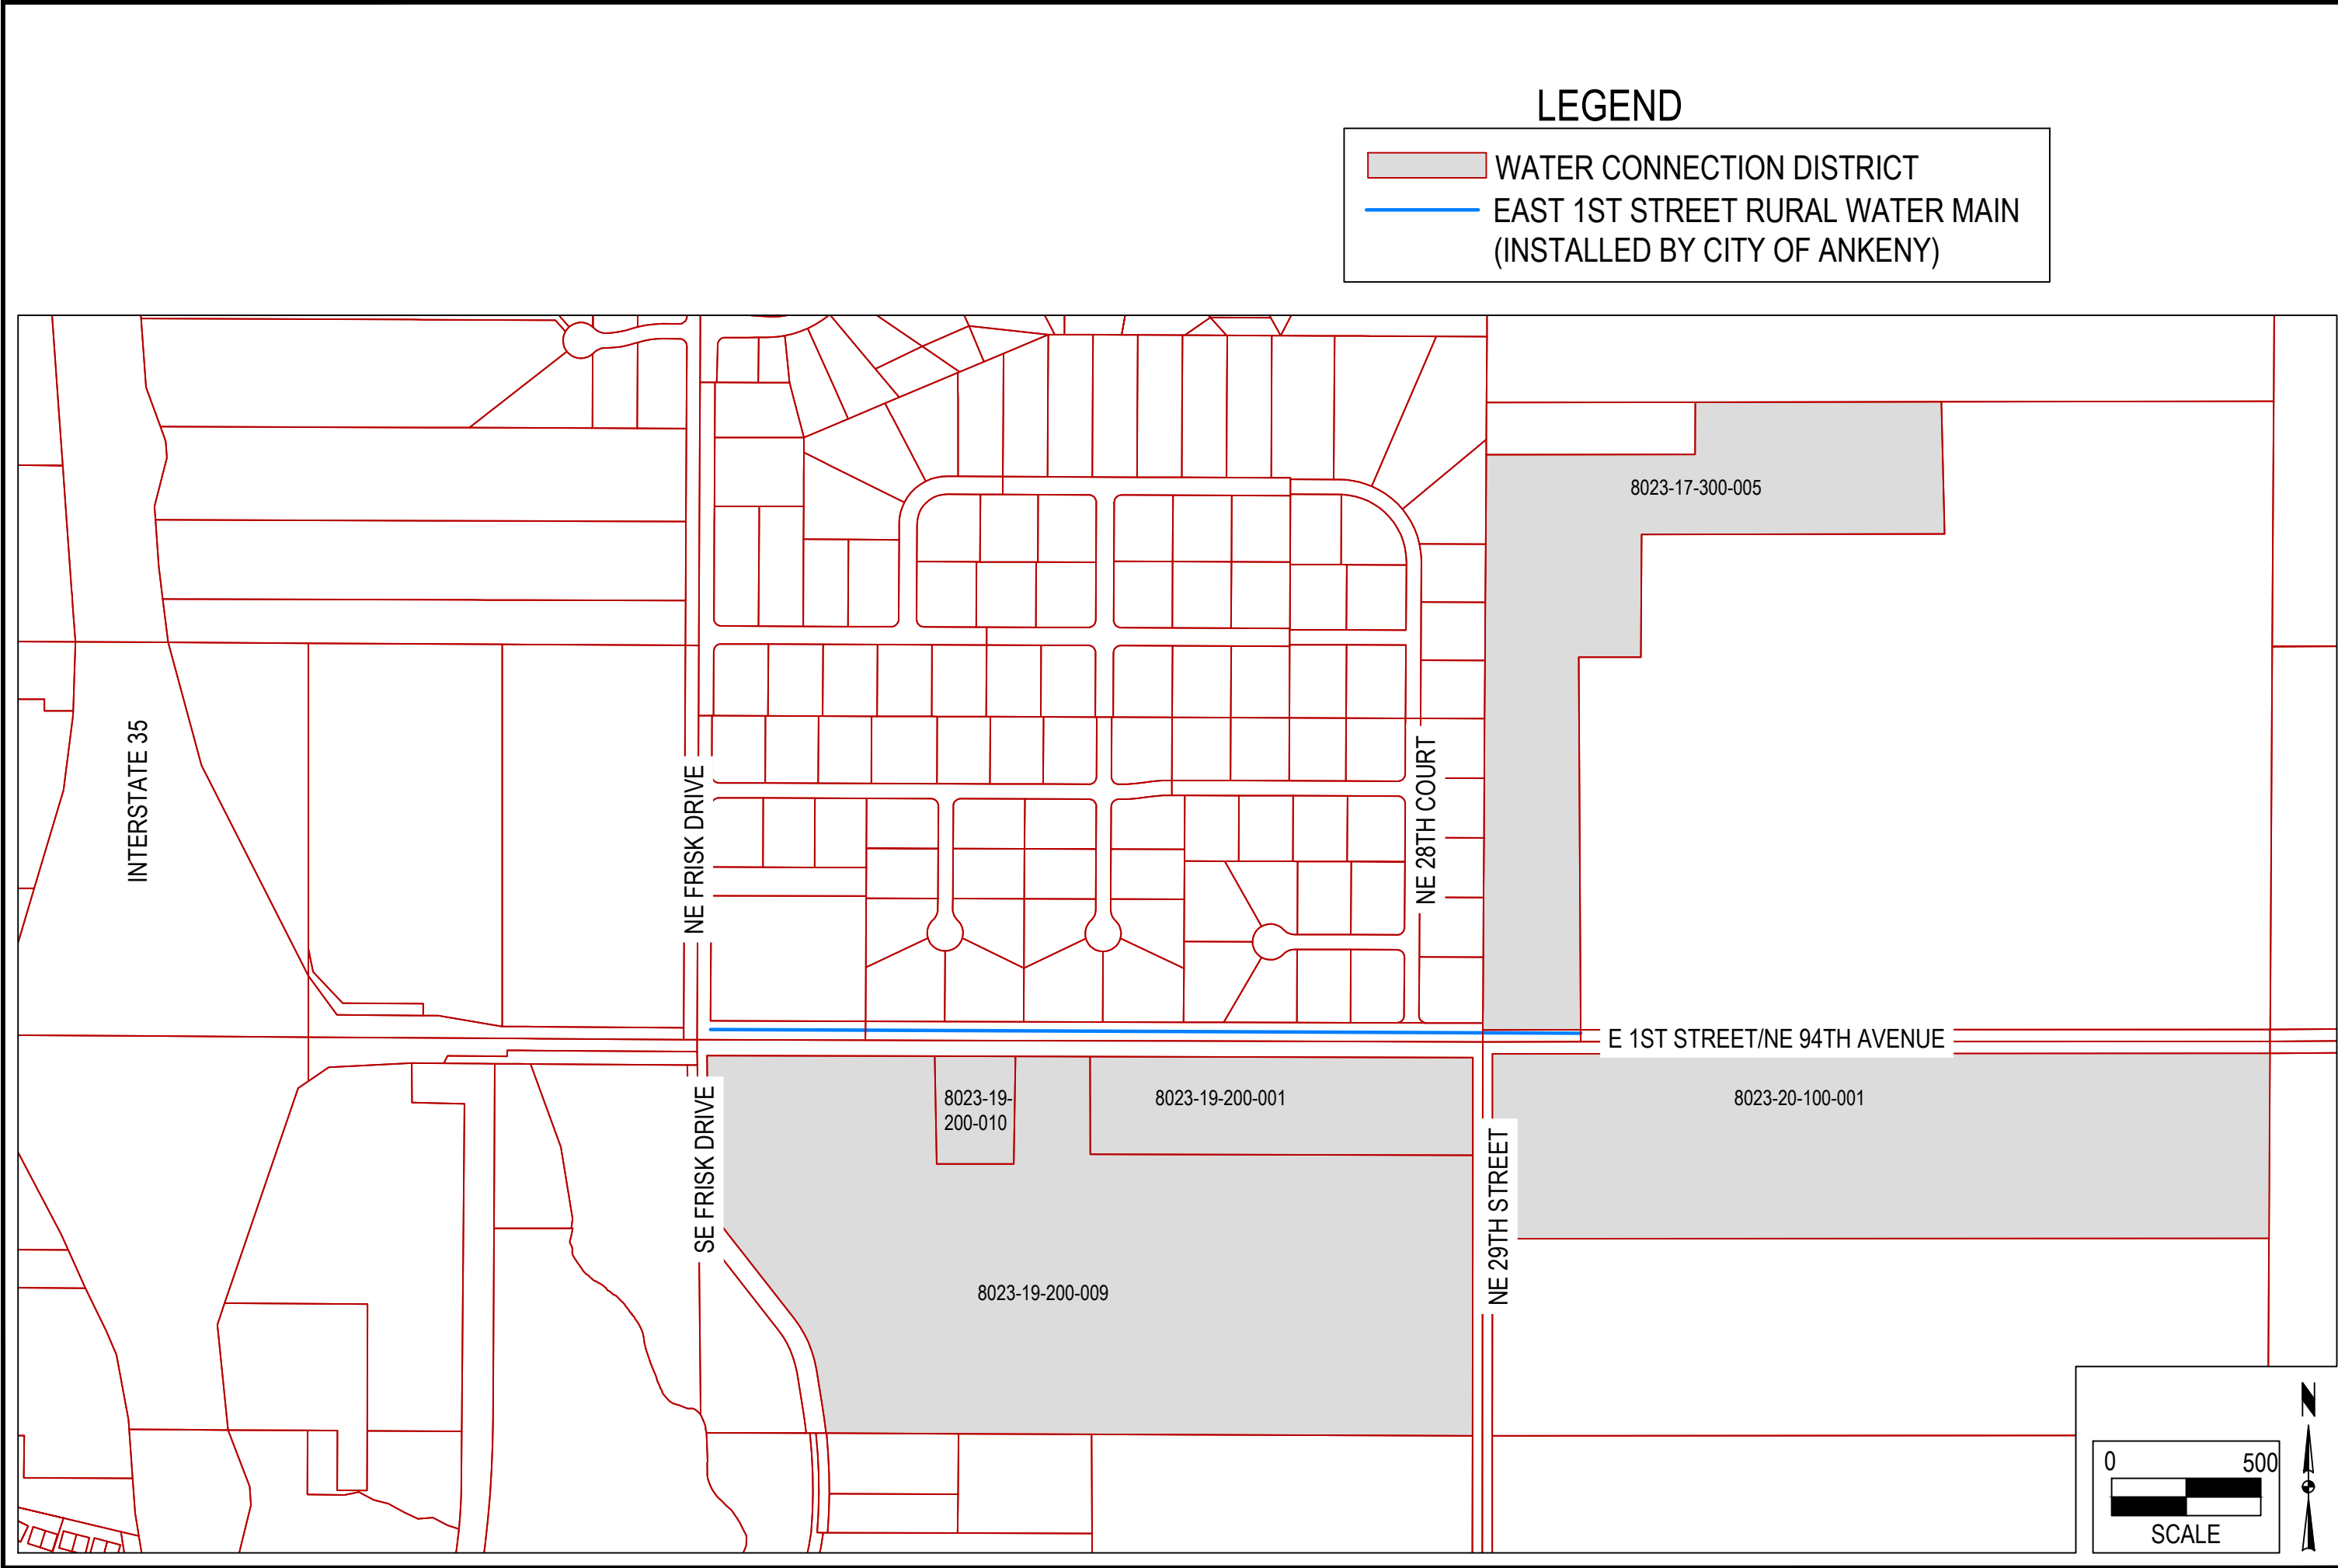 LEGEND
WATER CONNECTION DISTRICT
EAST 1ST STREET RURAL WATER MAIN
(INSTALLED BY CITY OF ANKENY)
8023-17-300-005
INTERSTATE 35
NE FRISK DRIVE
NE 28TH COURT
E 1ST STREET/NE 94TH AVENUE
SE FRISK DRIVE
8023-19-
200-010
8023-19-200-001
8023-20-100-001
NE 29TH STREET
8023-19-200-009
N
0 500
SCALE